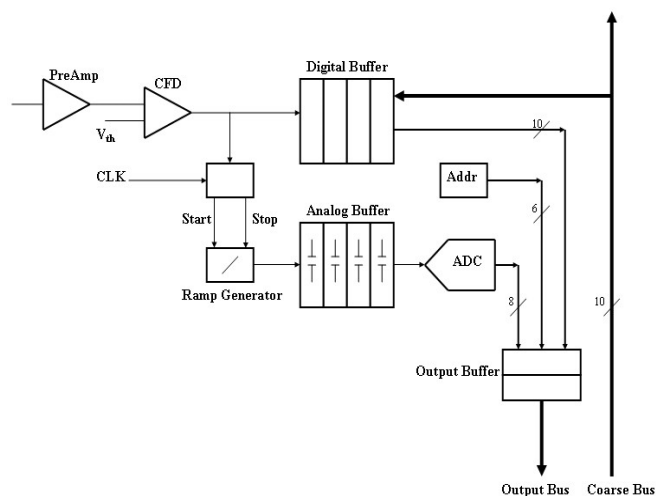 Digital Buffer
PreAmp
CFD
Vth
10
CLK
Addr
Start
Stop
Analog Buffer
6
ADC
Ramp Generator
8
10
Output Buffer
Output Bus
Coarse Bus